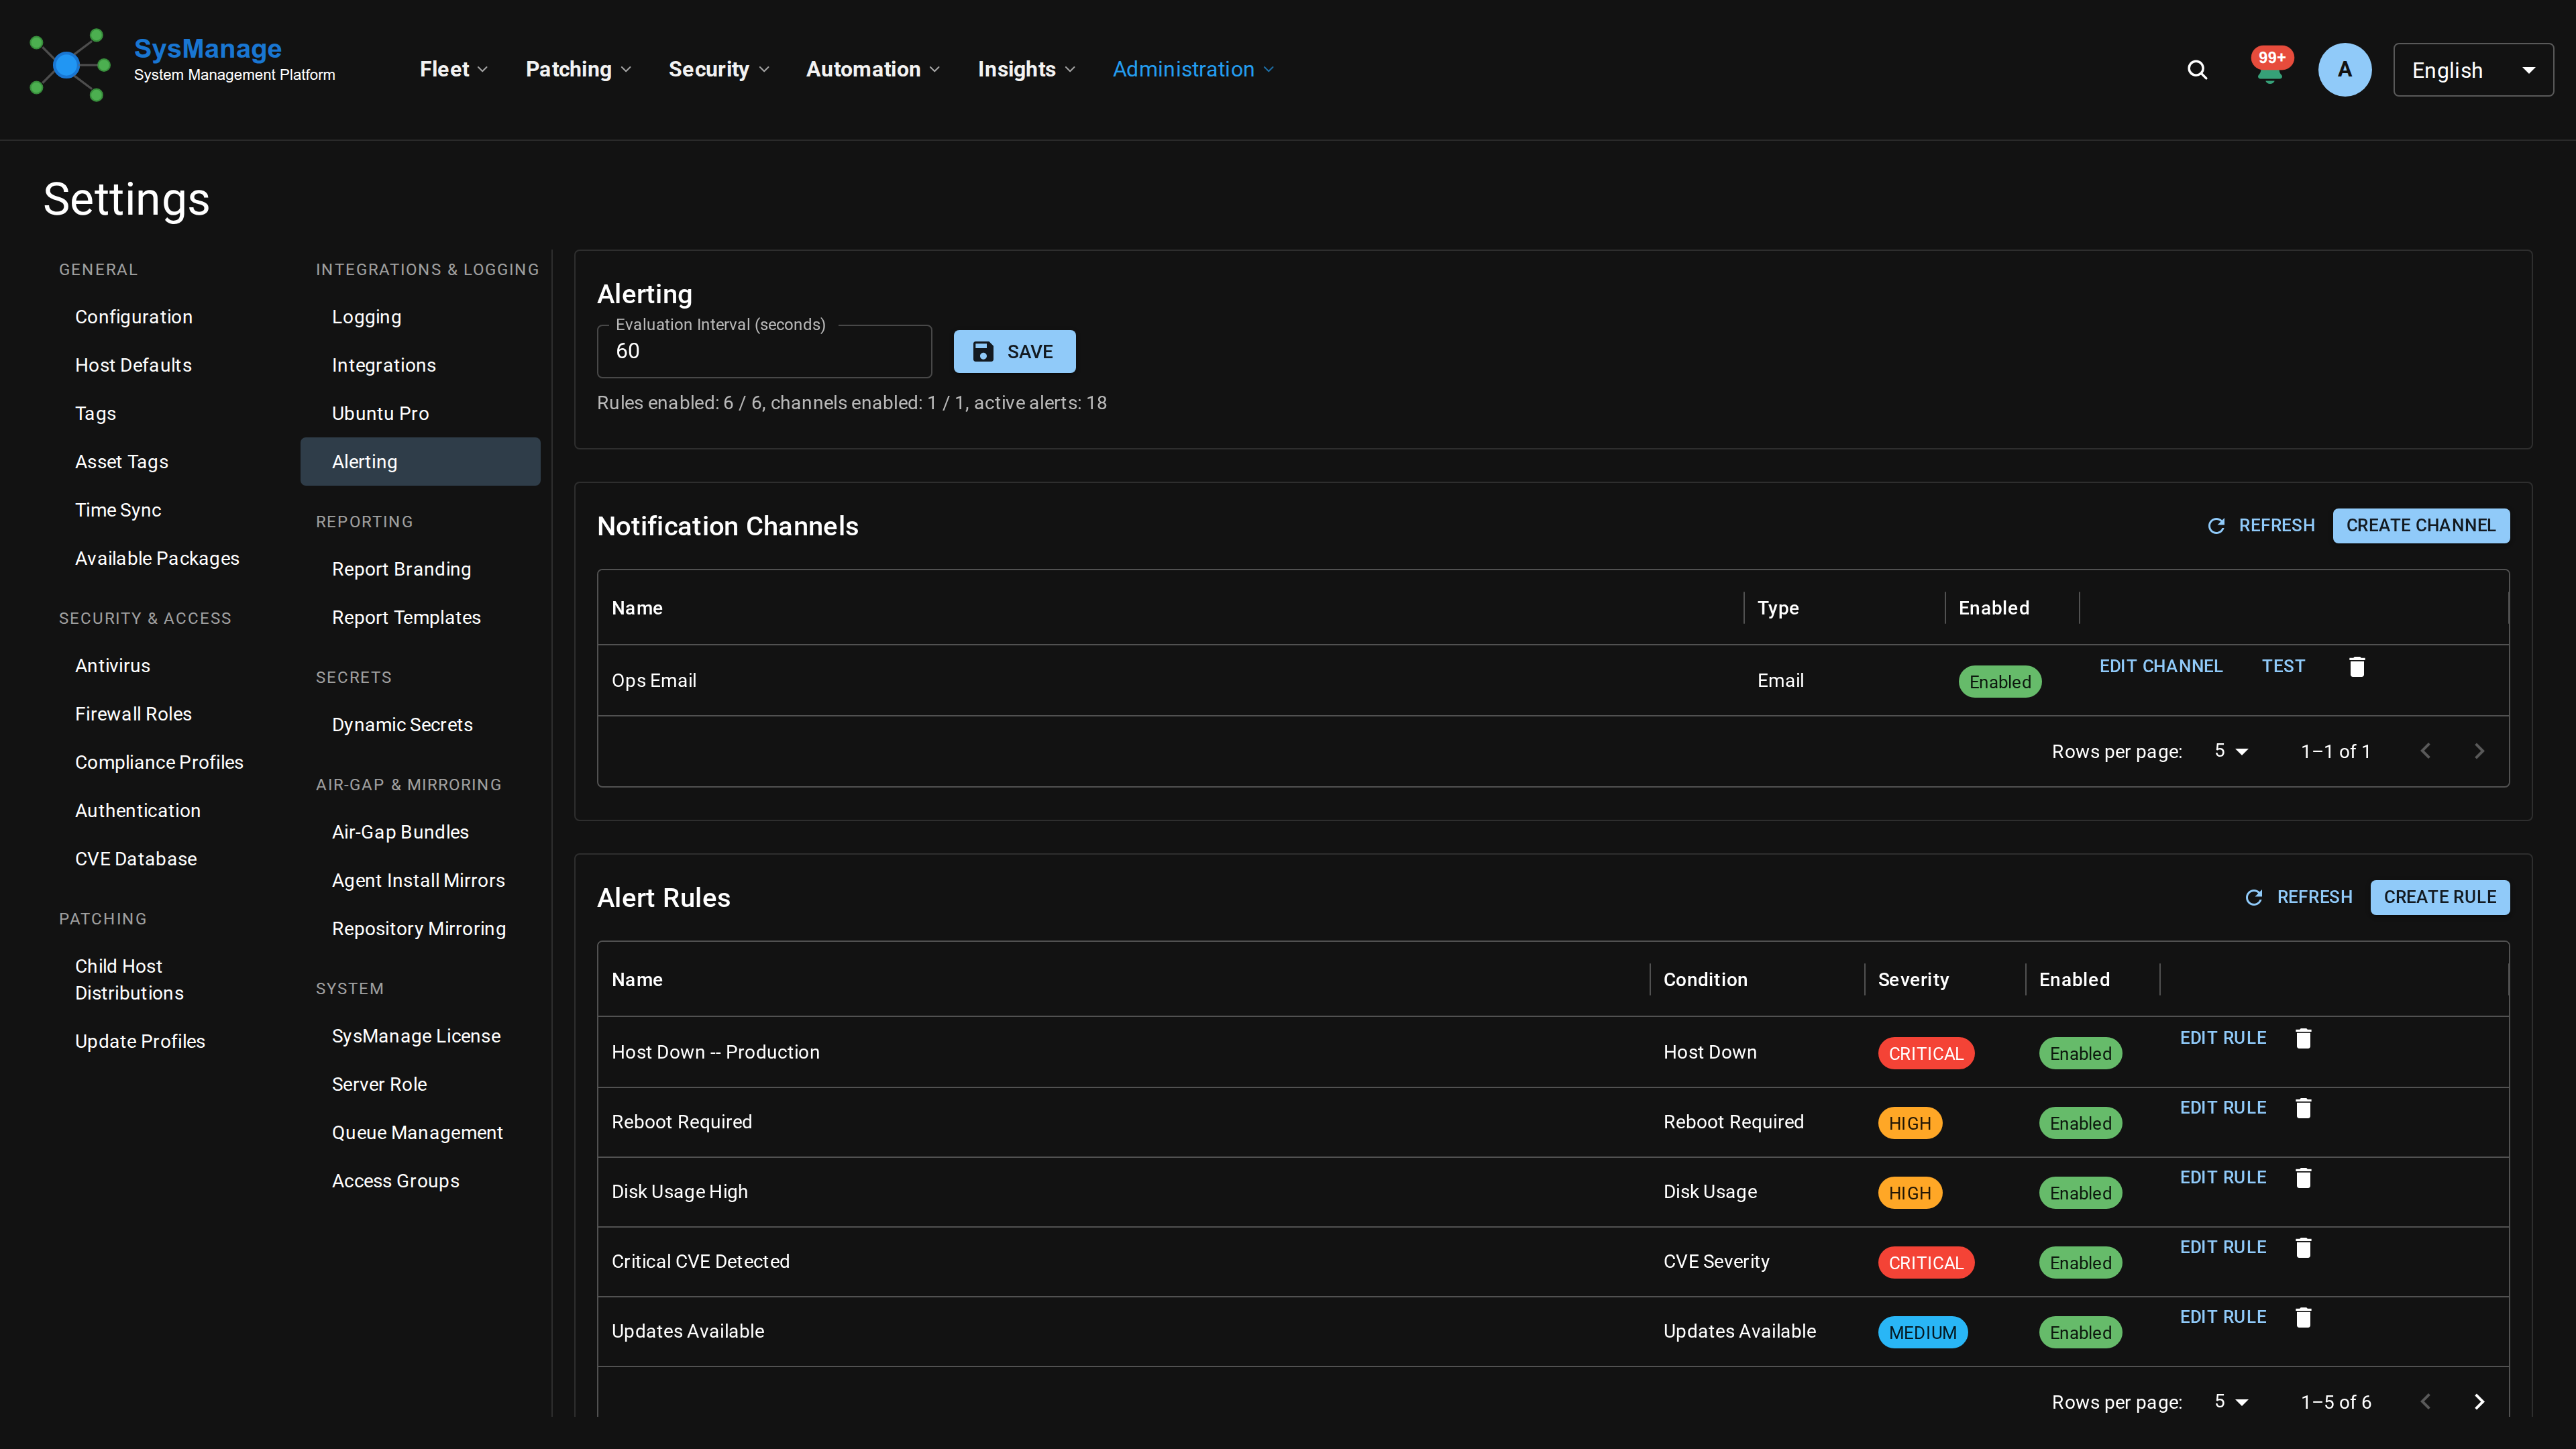 SysManage
System Management Platform
Fleet
Patching
Security
Automation
Insights
Administration
99+
A
English
Settings
GENERAL
Configuration
Host Defaults
Tags
Asset Tags
Time Sync
Available Packages
SECURITY & ACCESS
Antivirus
Firewall Roles
Compliance Profiles
Authentication
CVE Database
PATCHING
Child Host
Distributions
Update Profiles
INTEGRATIONS & LOGGING
Logging
Integrations
Ubuntu Pro
Alerting
REPORTING
Report Branding
Report Templates
SECRETS
Dynamic Secrets
AIR-GAP & MIRRORING
Air-Gap Bundles
Agent Install Mirrors
Repository Mirroring
SYSTEM
SysManage License
Server Role
Queue Management
Access Groups
Alerting
Evaluation Interval (seconds)
60
SAVE
Rules enabled: 6 / 6, channels enabled: 1 / 1, active alerts: 18
Notification Channels
REFRESH
CREATE CHANNEL
Name Type Enabled
Ops Email Email Enabled EDIT CHANNEL TEST
Rows per page: 5 1–1 of 1
Alert Rules
REFRESH
CREATE RULE
Name Condition Severity Enabled
Host Down -- Production Host Down CRITICAL Enabled EDIT RULE
Reboot Required Reboot Required HIGH Enabled EDIT RULE
Disk Usage High Disk Usage HIGH Enabled EDIT RULE
Critical CVE Detected CVE Severity CRITICAL Enabled EDIT RULE
Updates Available Updates Available MEDIUM Enabled EDIT RULE
Rows per page: 5 1–5 of 6